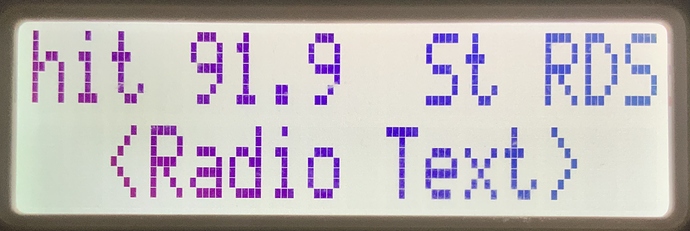 hit 91.9 St RDS
<Radio Text>